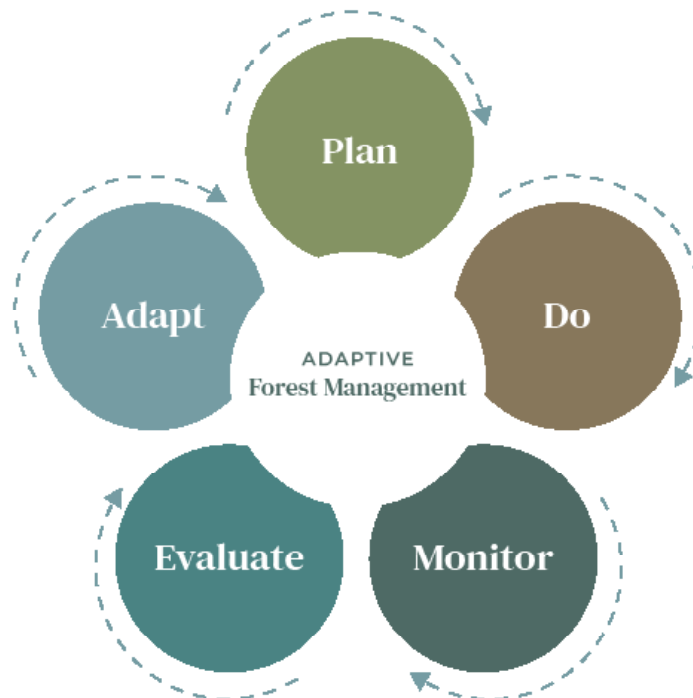 Plan
Do
Monitor
Evaluate
Adapt
ADAPTIVE
Forest Management